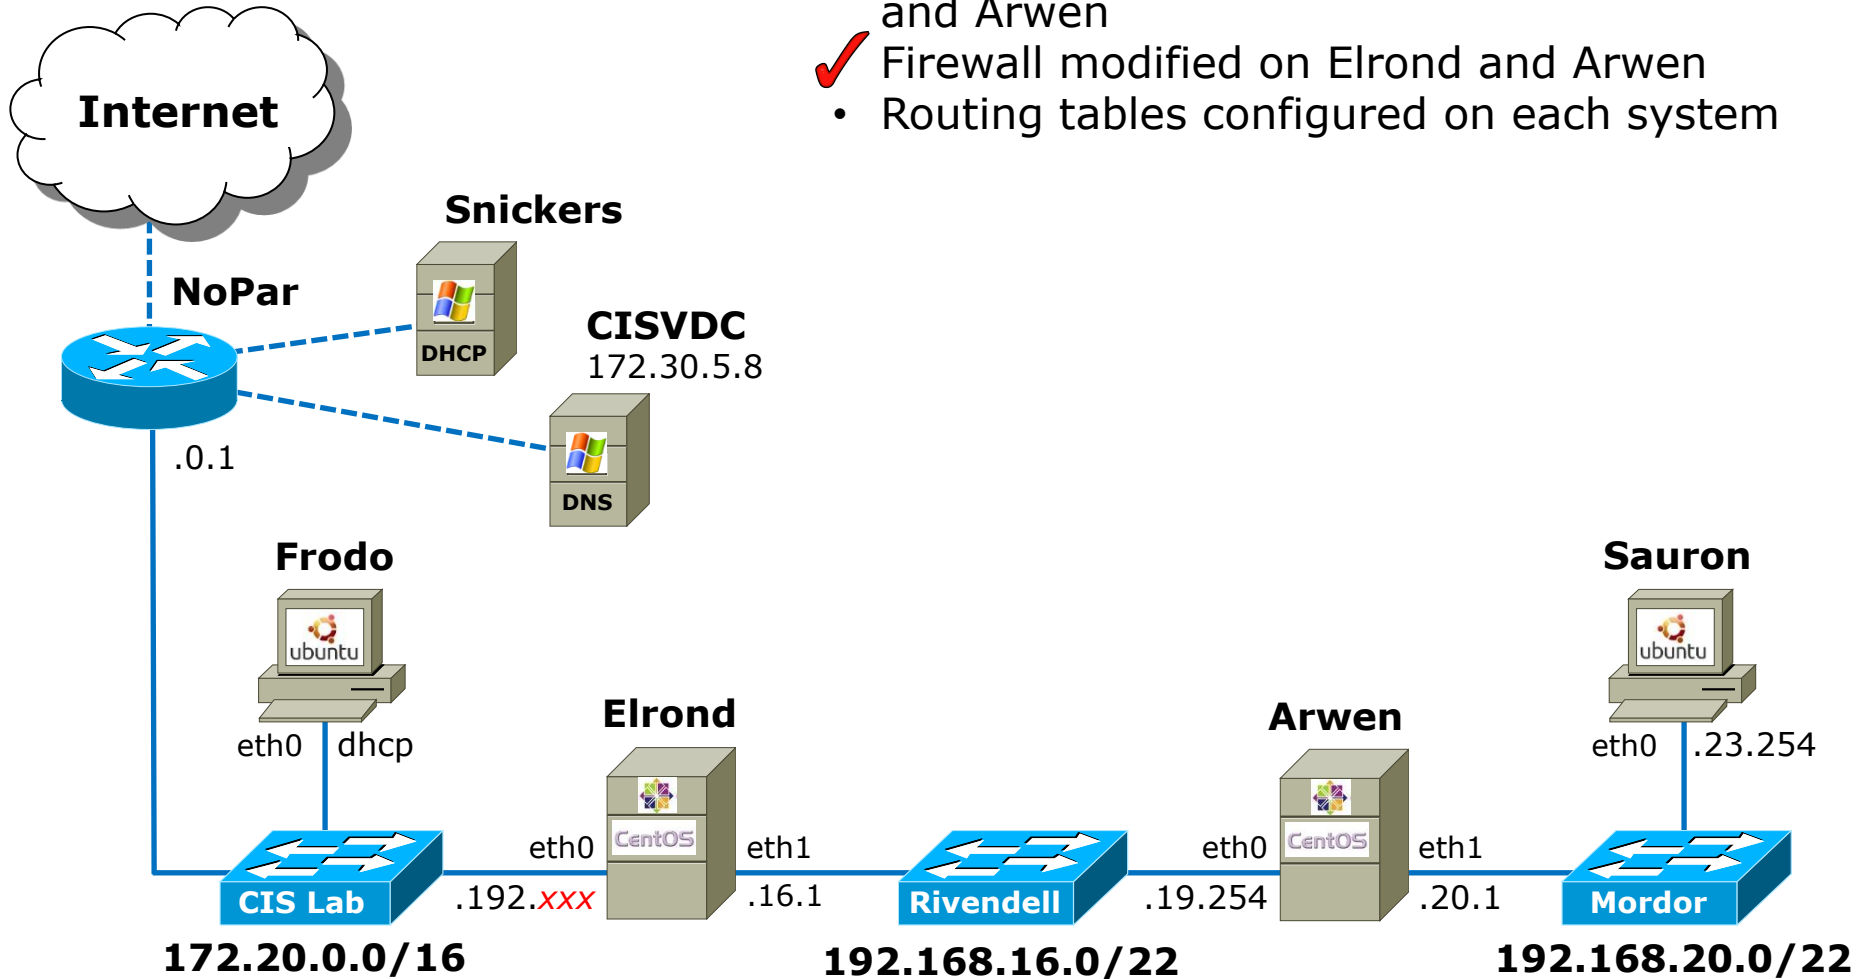 and Arwen
Firewall modified on Elrond and Arwen
• Routing tables configured on each system
Internet
Snickers
NoPar
DHCP
CISVDC
172.30.5.8
DNS
.0.1
Frodo
ubuntu
eth0 dhcp
Sauron
ubuntu
eth0 .23.254
Elrond
CentOS
eth0 eth1
.192.xxx .16.1
Arwen
CentOS
eth0 eth1
.19.254 .20.1
CIS Lab
Rivendell
Mordor
172.20.0.0/16
192.168.16.0/22
192.168.20.0/22